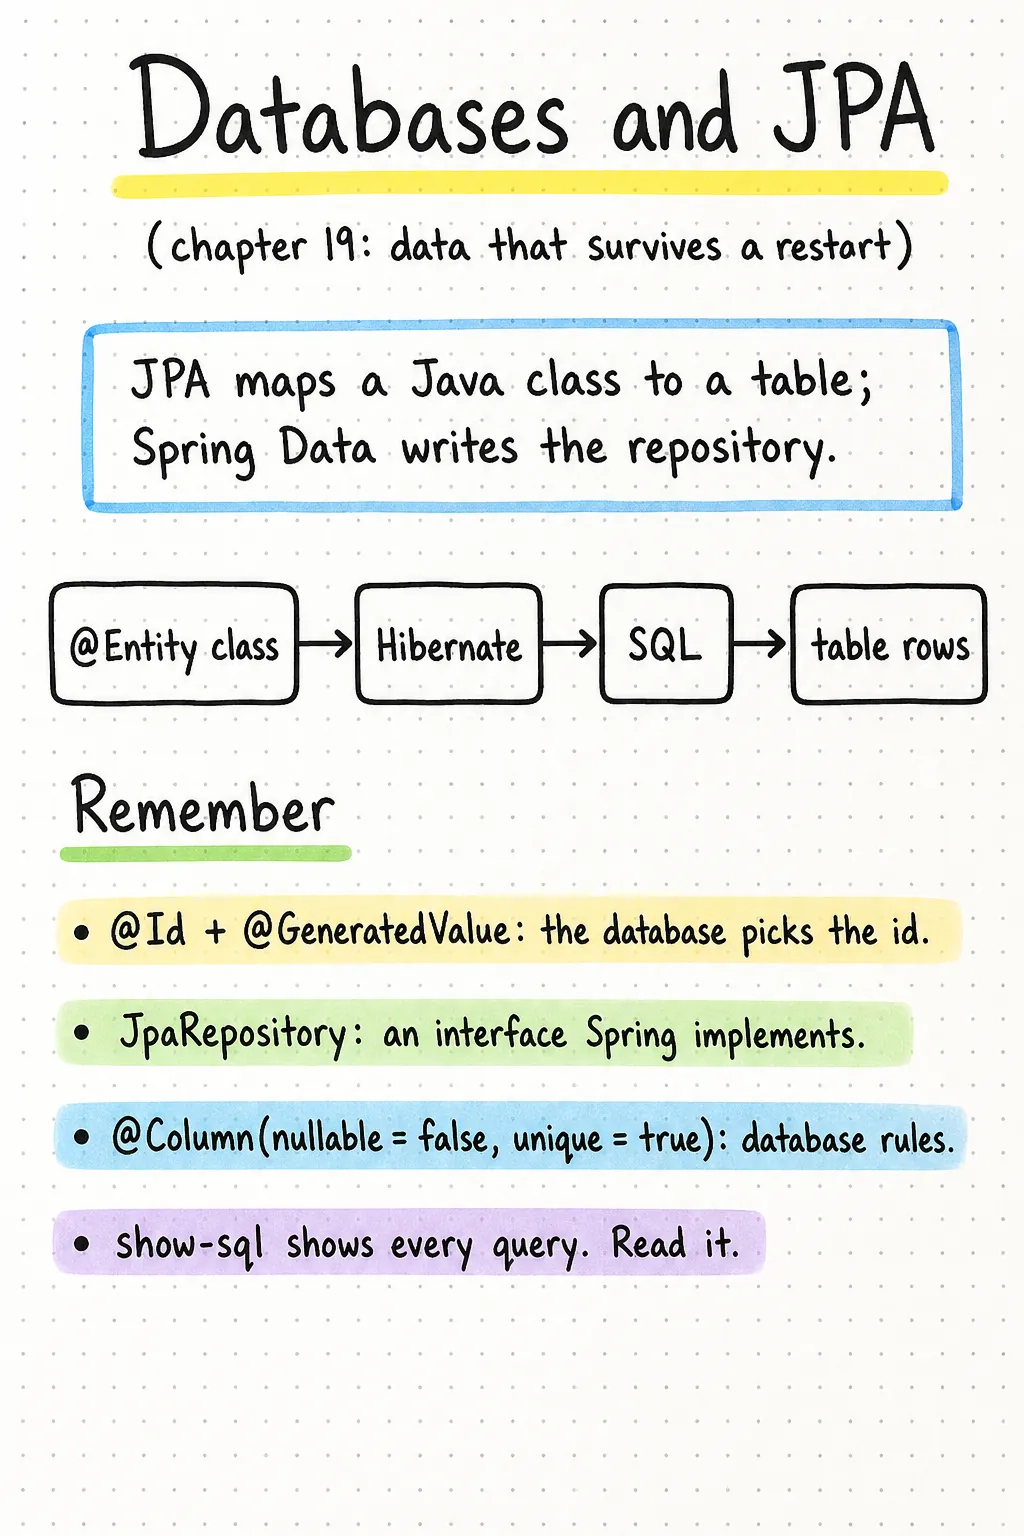 Databases and JPA
(chapter 19: data that survives a restart)
JPA maps a Java class to a table;
Spring Data writes the repository.
@Entity class → Hibernate → SQL → table rows
Remember
• @Id + @GeneratedValue: the database picks the id.
• JpaRepository: an interface Spring implements.
• @Column(nullable = false, unique = true): database rules.
• show-sql shows every query. Read it.